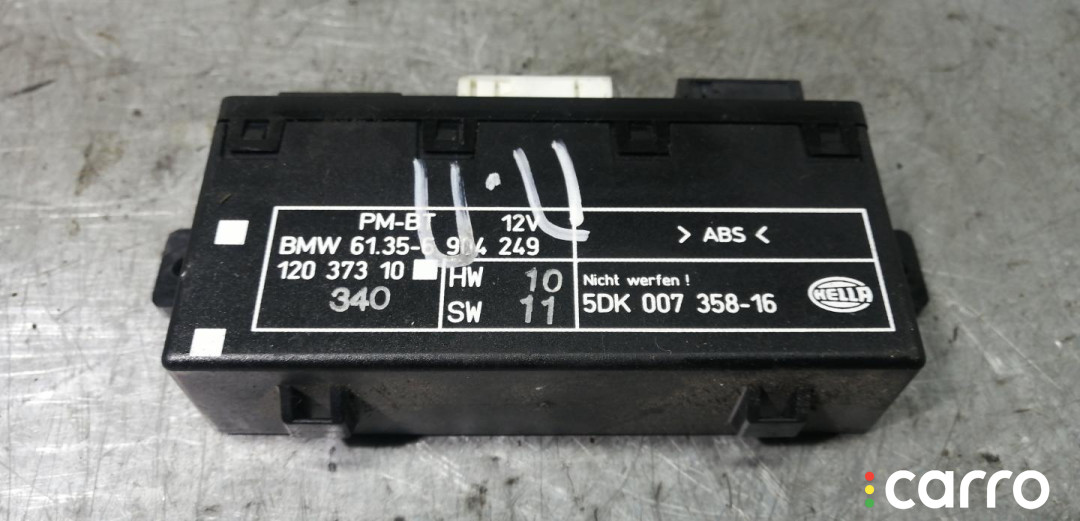 U·U
PM-BT 12V
BMW 61.35-6 904 249
120 373 10
340
HW 10
SW 11
> ABS <
Nicht werfen !
5DK 007 358-16
HELLA
carro